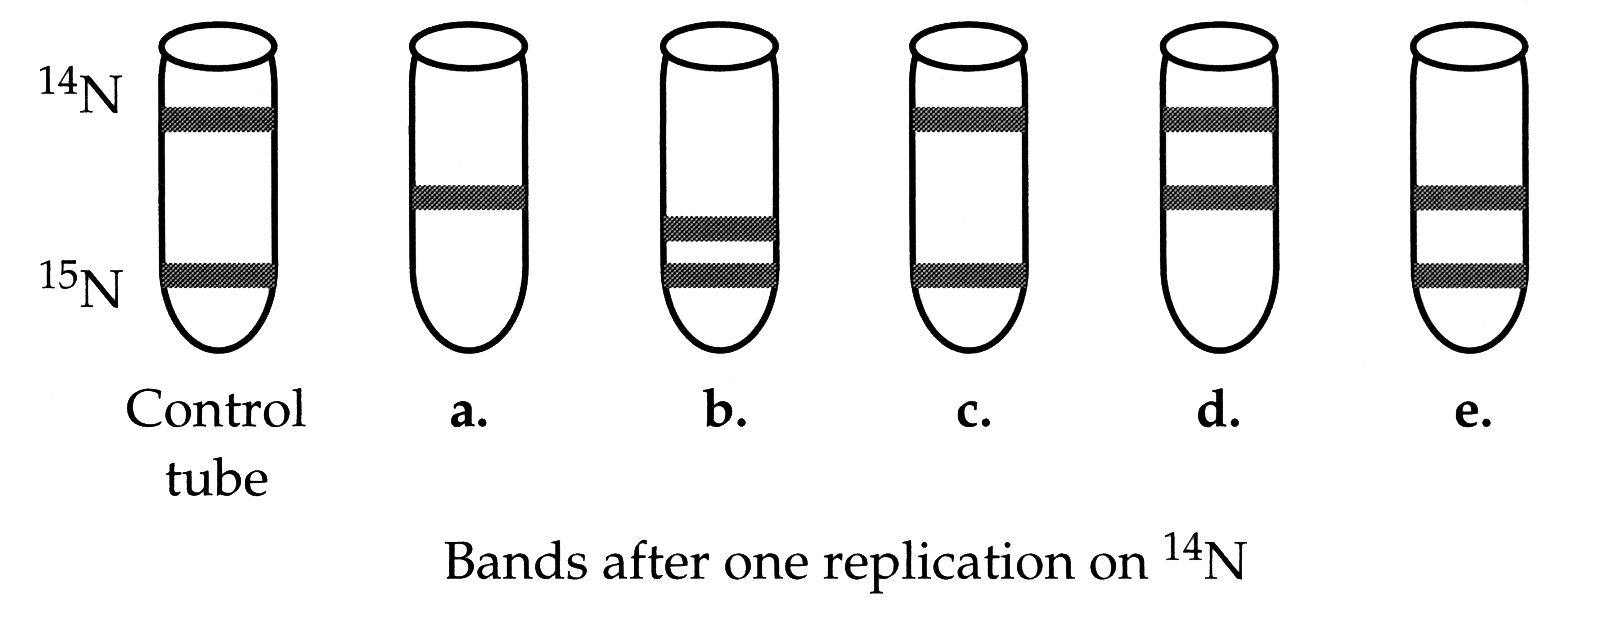 ¹⁴N
¹⁵N
Control tube
a.
b.
c.
d.
e.
Bands after one replication on ¹⁴N